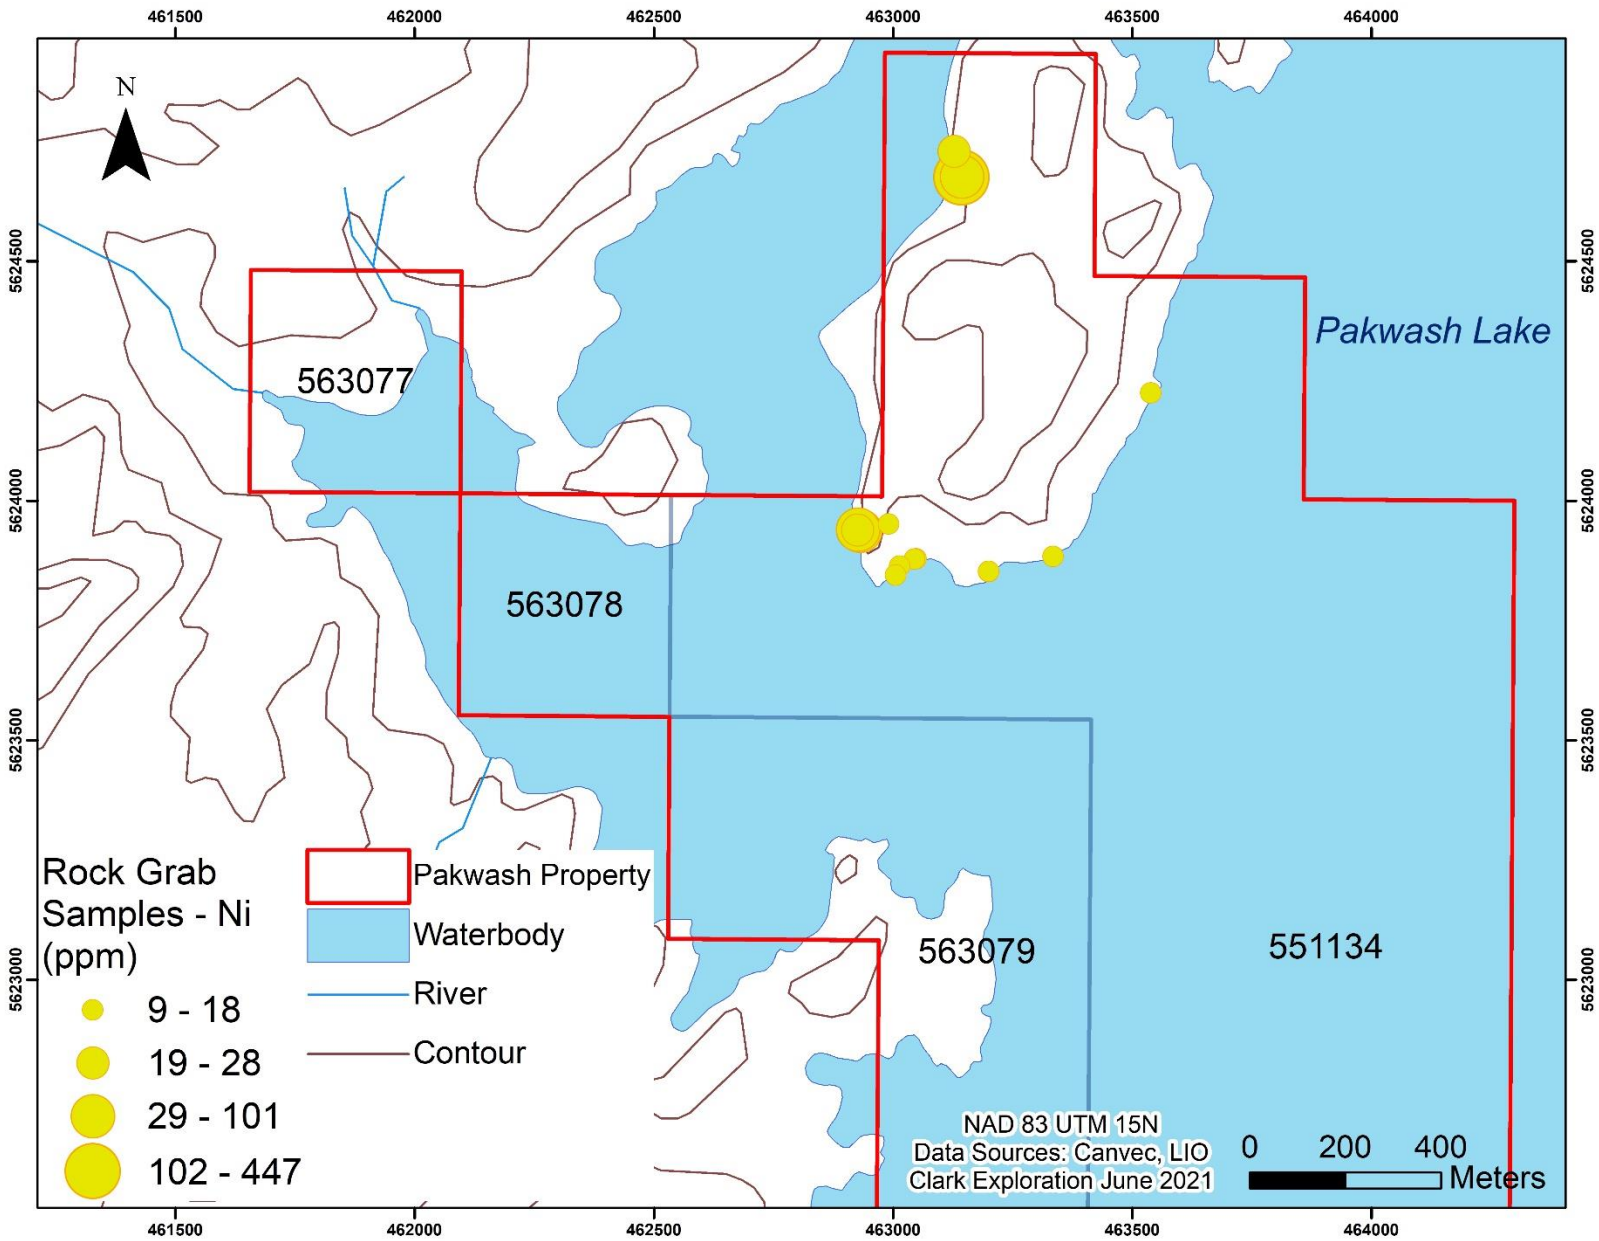 461500 462000 462500 463000 463500 464000
N
5624500 5624500
Pakwash Lake
563077
5624000 5624000
563078
5623500 5623500
Rock Grab
Samples - Ni
(ppm)
9 - 18
19 - 28
29 - 101
102 - 447
Pakwash Property
Waterbody
River
Contour
563079
551134
5623000 5623000
NAD 83 UTM 15N
Data Sources: Canvec, LIO
Clark Exploration June 2021
0 200 400
Meters
461500 462000 462500 463000 463500 464000